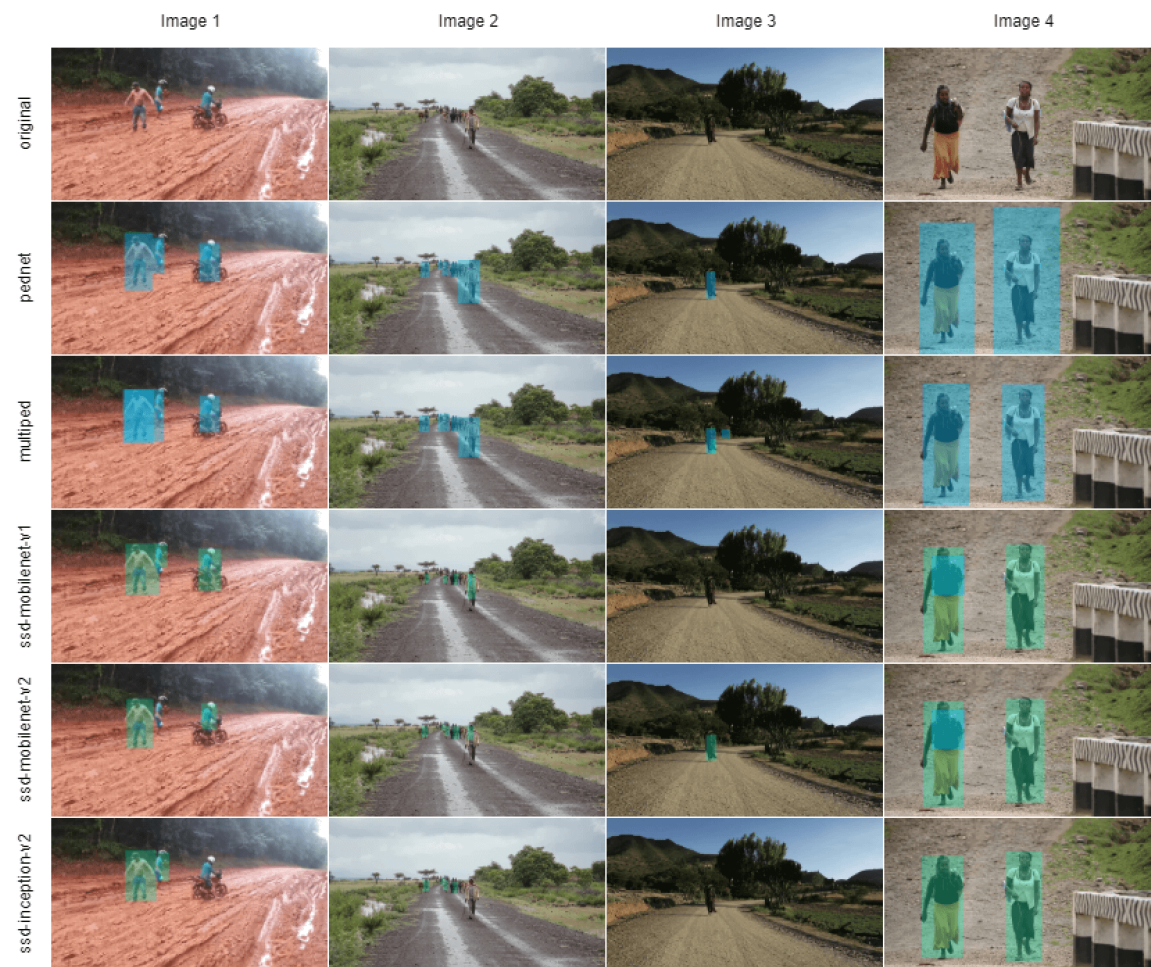 Image 1
Image 2
Image 3
Image 4
original
pednet
multiped
ssd-mobilenet-v1
ssd-mobilenet-v2
ssd-inception-v2